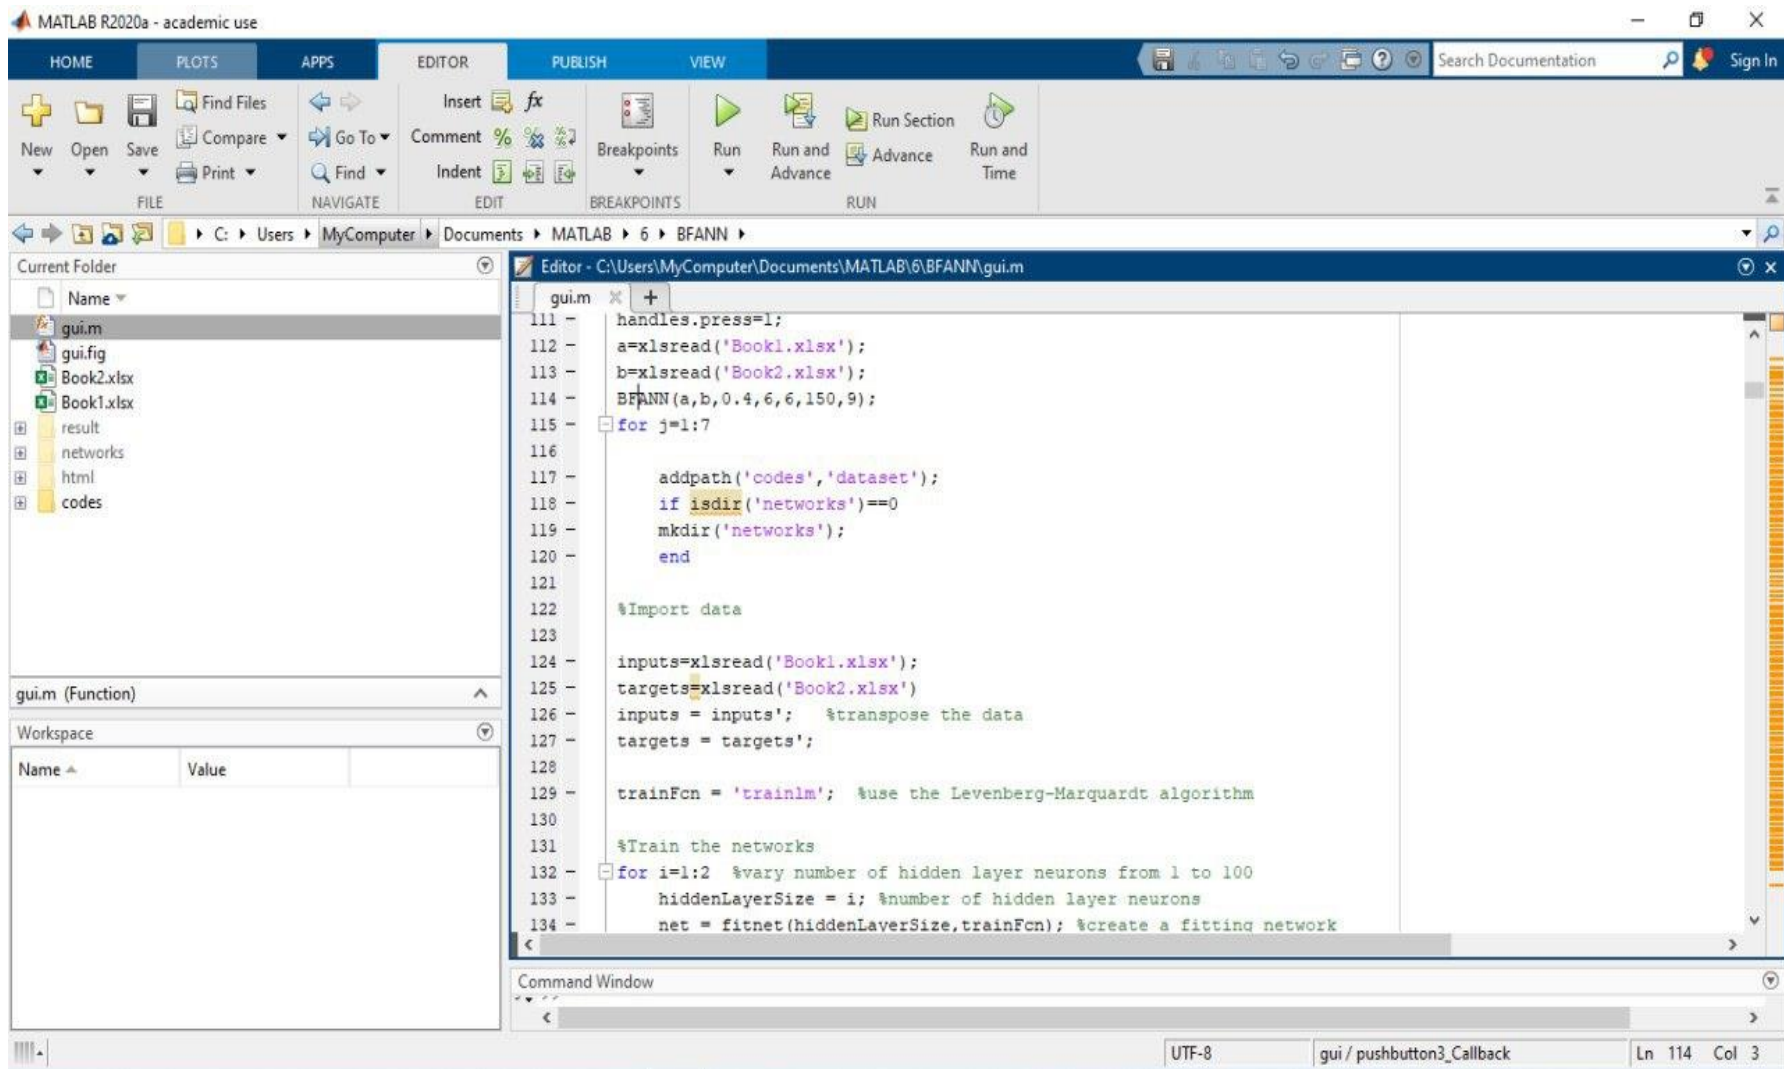 MATLAB R2020a - academic use
HOME PLOTS APPS EDITOR PUBLISH VIEW Search Documentation Sign In
New Open Save Find Files Compare Print
Go To Find
Insert fx
Comment
Indent
Breakpoints Run Run and Advance Run Section Advance Run and Time
FILE NAVIGATE EDIT BREAKPOINTS RUN
C: Users MyComputer Documents MATLAB 6 BFANN
Current Folder
Name
gui.m
gui.fig
Book2.xlsx
Book1.xlsx
result
networks
html
codes
gui.m (Function)
Workspace
Name Value
Editor - C:\Users\MyComputer\Documents\MATLAB\6\BFANN\gui.m
gui.m
111 - handles.press=1;
112 - a=xlsread('Book1.xlsx');
113 - b=xlsread('Book2.xlsx');
114 - BFANN(a,b,0.4,6,6,150,9);
115 - for j=1:7
116
117 - addpath('codes','dataset');
118 - if isdir('networks')==0
119 - mkdir('networks');
120 - end
121
122 %Import data
123
124 - inputs=xlsread('Book1.xlsx');
125 - targets=xlsread('Book2.xlsx')
126 - inputs = inputs'; %transpose the data
127 - targets = targets';
128
129 - trainFcn = 'trainlm'; %use the Levenberg-Marquardt algorithm
130
131 %Train the networks
132 - for i=1:2 %vary number of hidden layer neurons from 1 to 100
133 - hiddenLayerSize = i; %number of hidden layer neurons
134 - net = fitnet(hiddenLayerSize,trainFcn); %create a fitting network
Command Window
UTF-8 gui / pushbutton3_Callback Ln 114 Col 3